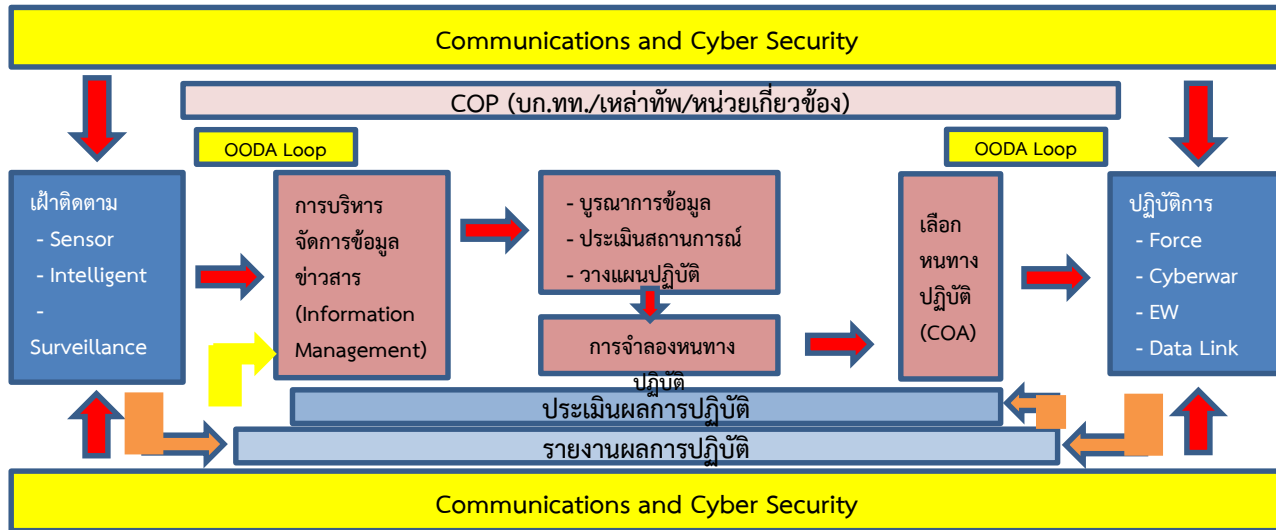 Communications and Cyber Security
COP (บก.ทท./เหล่าทัพ/หน่วยเกี่ยวข้อง)
OODA Loop
OODA Loop
เฝ้าติดตาม
- Sensor
- Intelligent
-
Surveillance
การบริหาร
จัดการข้อมูล
ข่าวสาร
(Information
Management)
- บูรณาการข้อมูล
- ประเมินสถานการณ์
- วางแผนปฏิบัติ
การจำลองหนทาง
ปฏิบัติ
เลือก
หนทาง
ปฏิบัติ
(COA)
ปฏิบัติการ
- Force
- Cyberwar
- EW
- Data Link
ประเมินผลการปฏิบัติ
รายงานผลการปฏิบัติ
Communications and Cyber Security